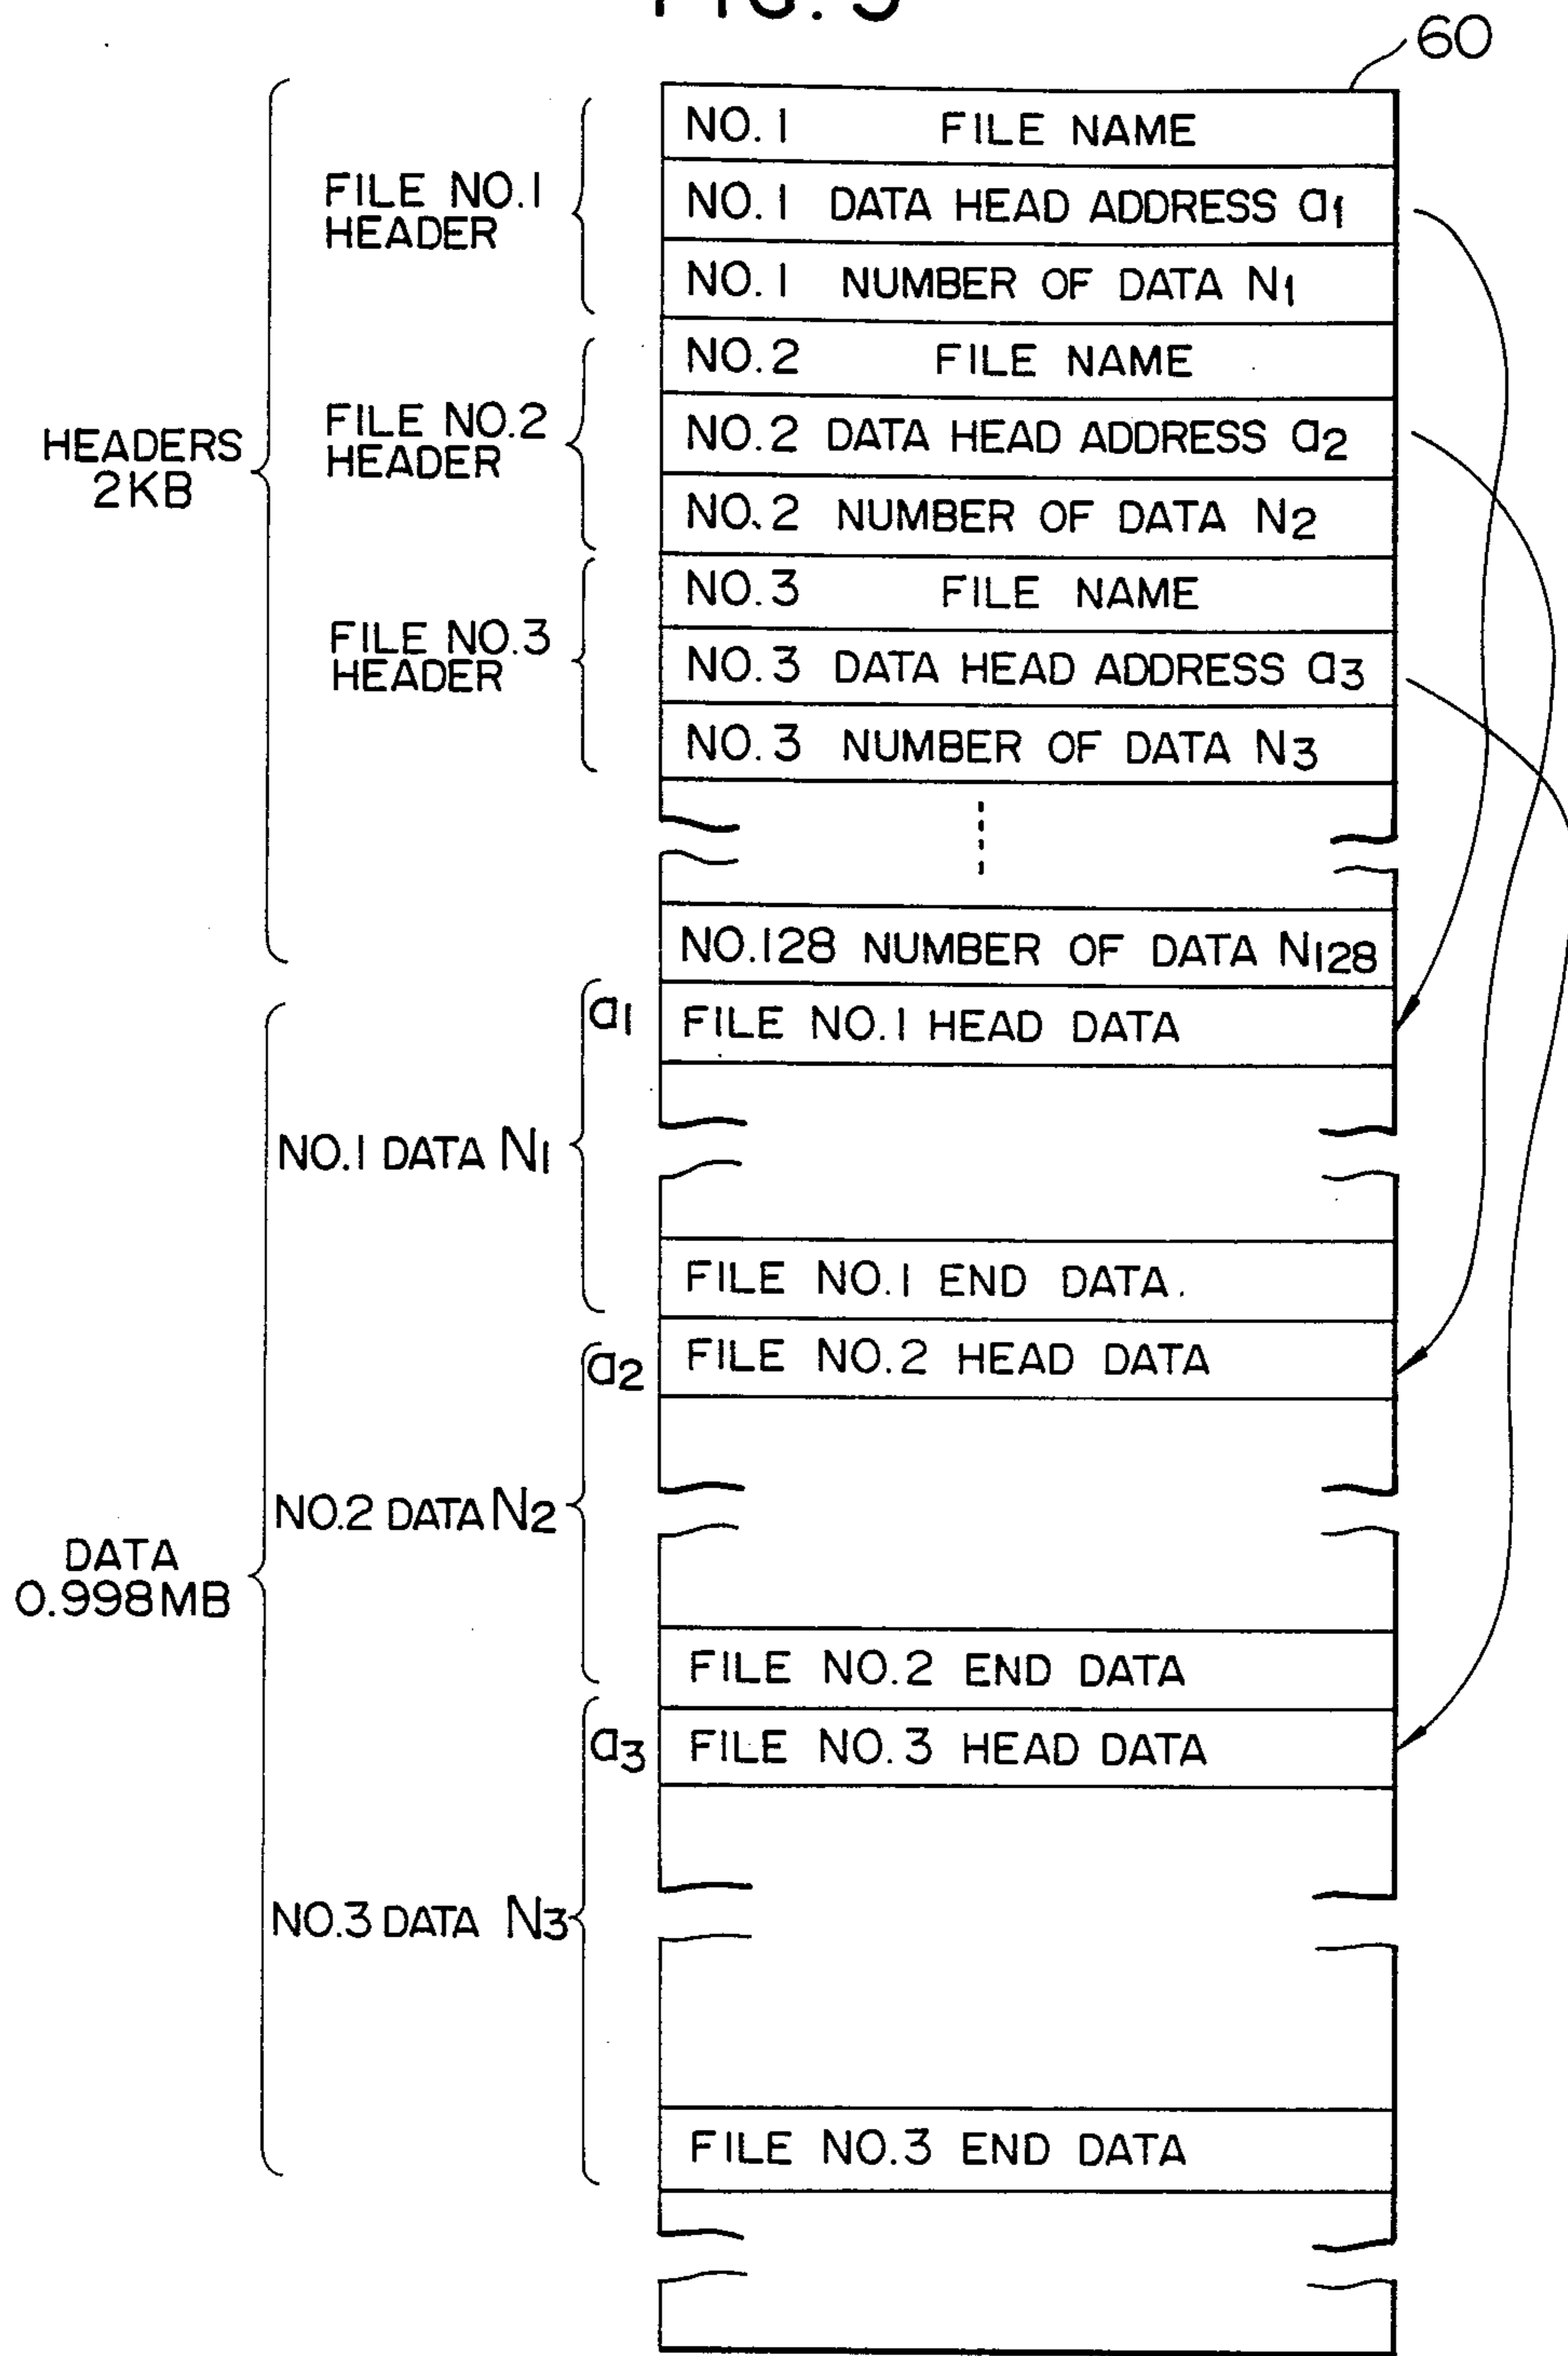 60
NO.1 FILE NAME
FILE NO.1
HEADER
NO.1 DATA HEAD ADDRESS a1
NO.1 NUMBER OF DATA N1
NO.2 FILE NAME
HEADERS
2KB
FILE NO.2
HEADER
NO.2 DATA HEAD ADDRESS a2
NO.2 NUMBER OF DATA N2
NO.3 FILE NAME
FILE NO.3
HEADER
NO.3 DATA HEAD ADDRESS a3
NO.3 NUMBER OF DATA N3
NO.128 NUMBER OF DATA N128
a1
FILE NO.1 HEAD DATA
NO.1 DATA N1
FILE NO.1 END DATA.
a2
FILE NO.2 HEAD DATA
NO.2 DATA N2
DATA
0.998MB
FILE NO.2 END DATA
a3
FILE NO.3 HEAD DATA
NO.3 DATA N3
FILE NO.3 END DATA